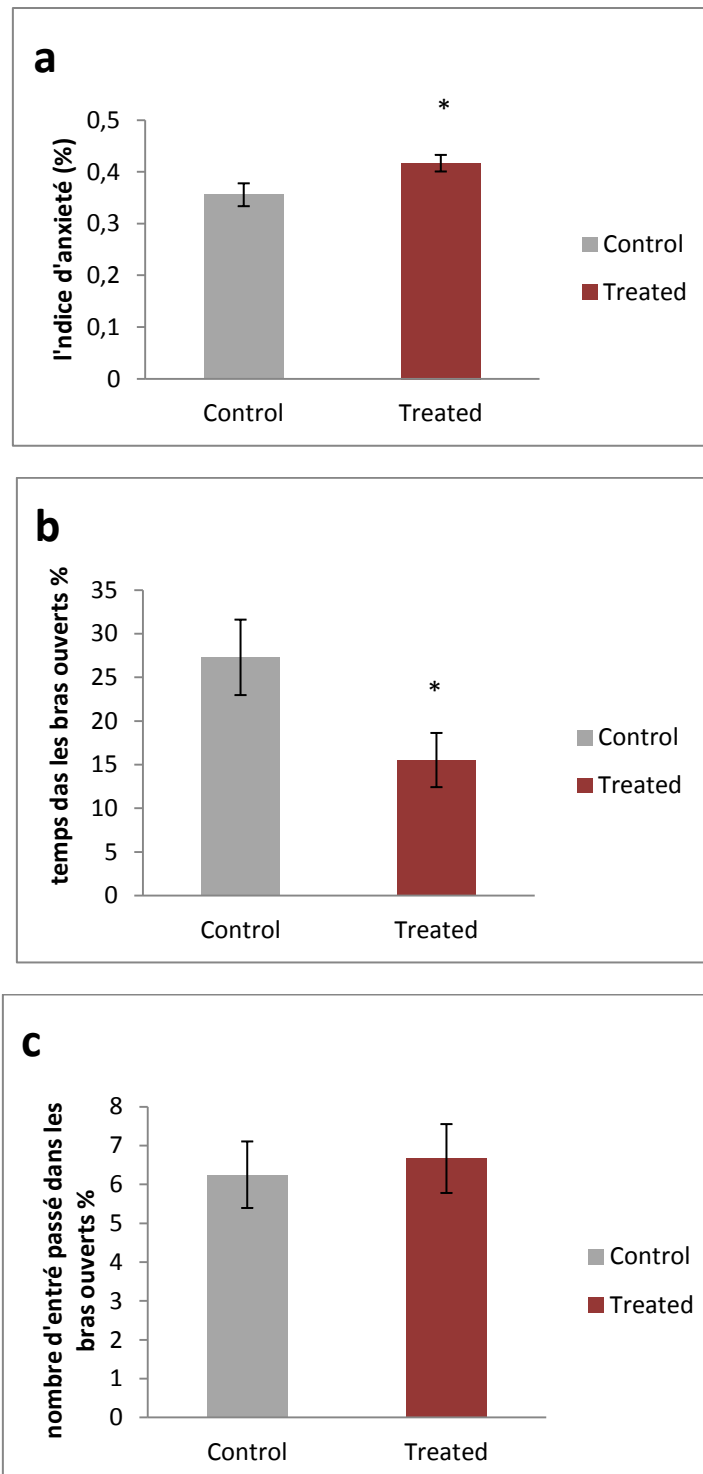 a
*
0,5
0,4
0,3
0,2
0,1
0
l'ndice d'anxieté (%)
Control
Treated
Control
Treated
b
35
30
25
20
15
10
5
0
temps das les bras ouverts %
*
Control
Treated
Control
Treated
c
8
7
6
5
4
3
2
1
0
nombre d'entré passé dans les
bras ouverts %
Control
Treated
Control
Treated